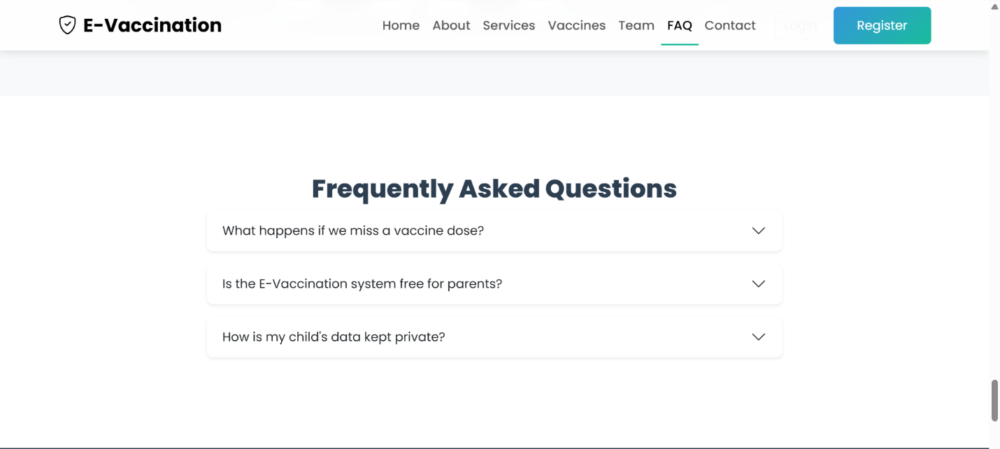 E-Vaccination
Home About Services Vaccines Team FAQ Contact Login Register
Frequently Asked Questions
What happens if we miss a vaccine dose?
Is the E-Vaccination system free for parents?
How is my child's data kept private?